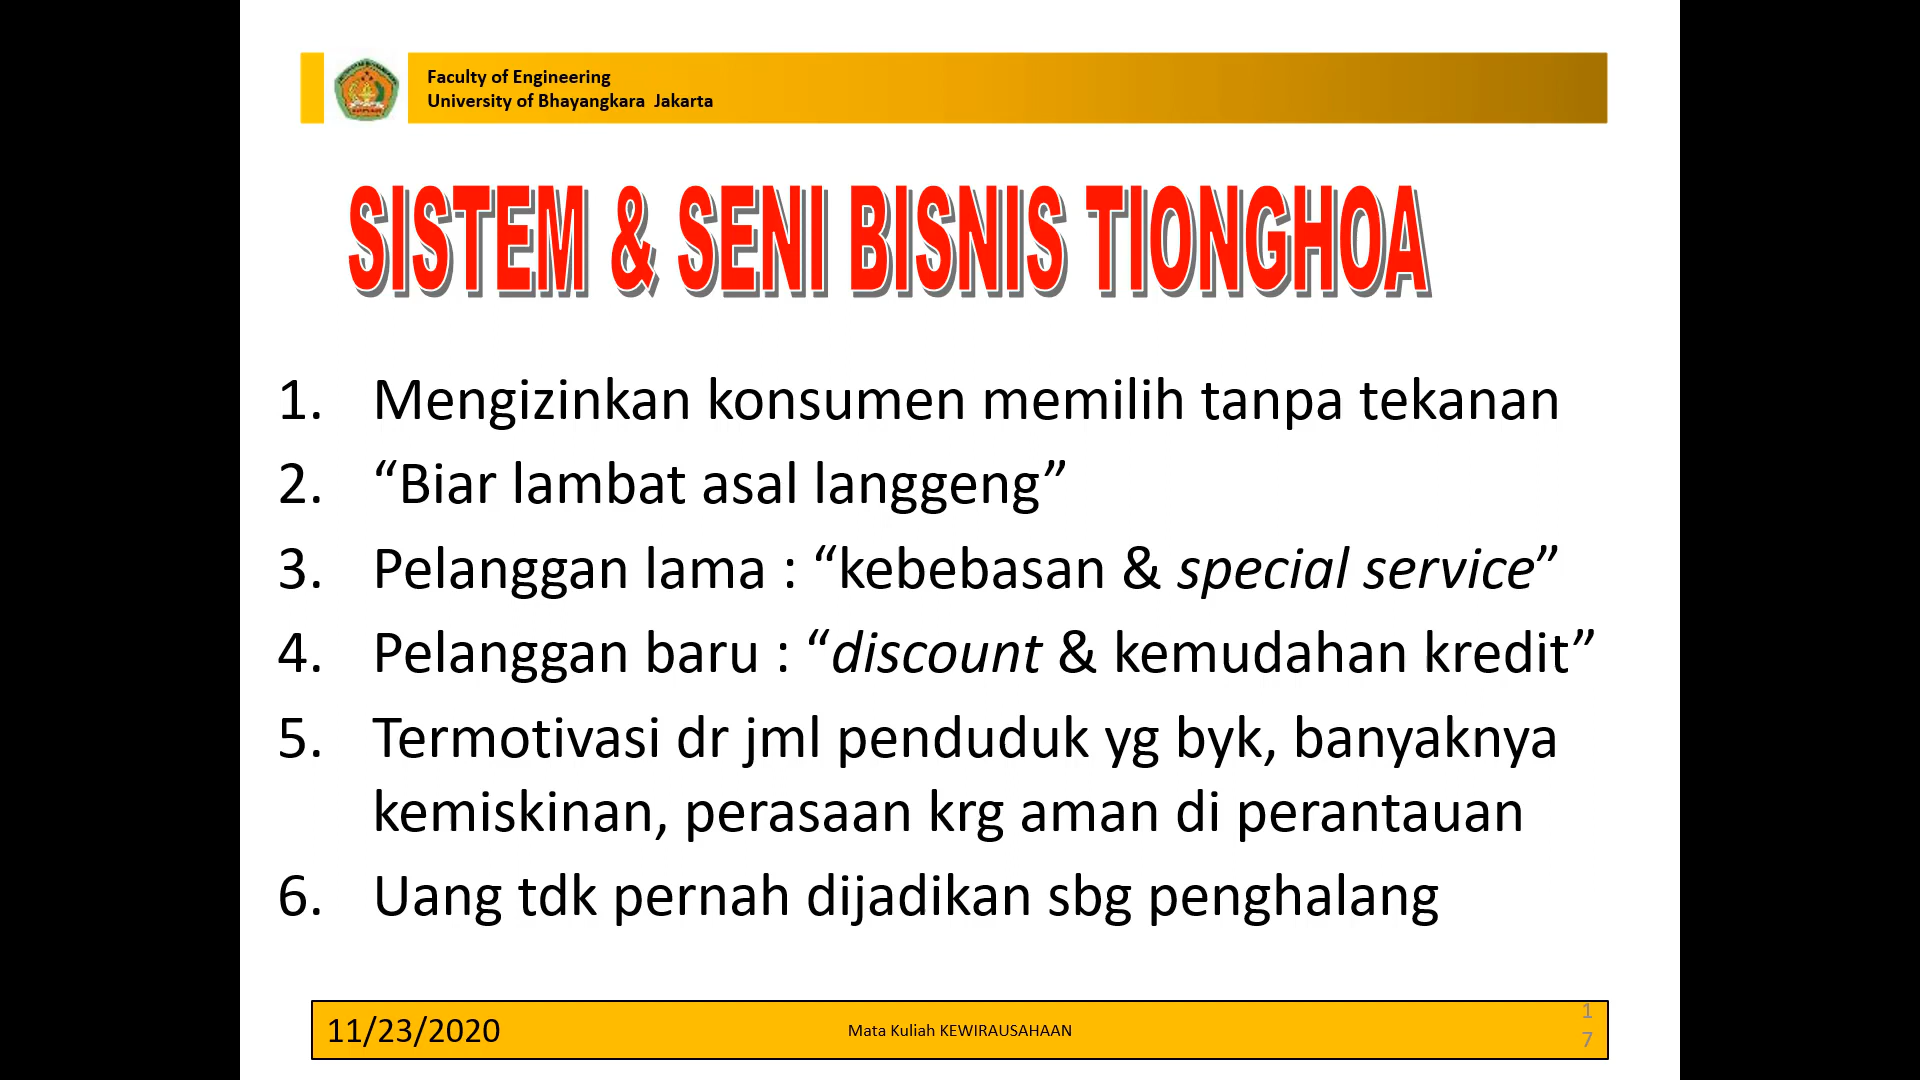 Faculty of Engineering
University of Bhayangkara Jakarta
SISTEM & SENI BISNIS TIONGHOA
1. Mengizinkan konsumen memilih tanpa tekanan
2. “Biar lambat asal langgeng”
3. Pelanggan lama : “kebebasan & special service”
4. Pelanggan baru : “discount & kemudahan kredit”
5. Termotivasi dr jml penduduk yg byk, banyaknya
kemiskinan, perasaan krg aman di perantauan
6. Uang tdk pernah dijadikan sbg penghalang
11/23/2020
Mata Kuliah KEWIRAUSAHAAN
1
7